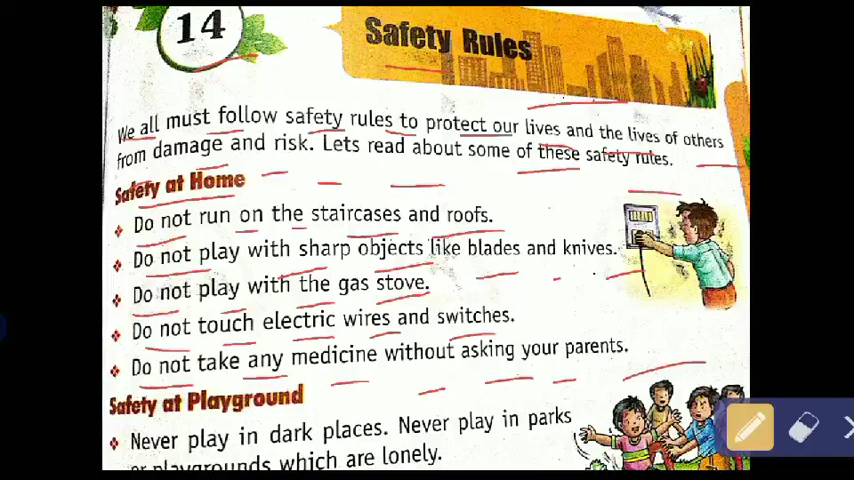 14
Safety Rules
We all must follow safety rules to protect our lives and the lives of others
from damage and risk. Lets read about some of these safety rules.
Safety at Home
Do not run on the staircases and roofs.
Do not play with sharp objects like blades and knives.
Do not play with the gas stove.
Do not touch electric wires and switches.
Do not take any medicine without asking your parents.
Safety at Playground
Never play in dark places. Never play in parks
or playgrounds which are lonely.